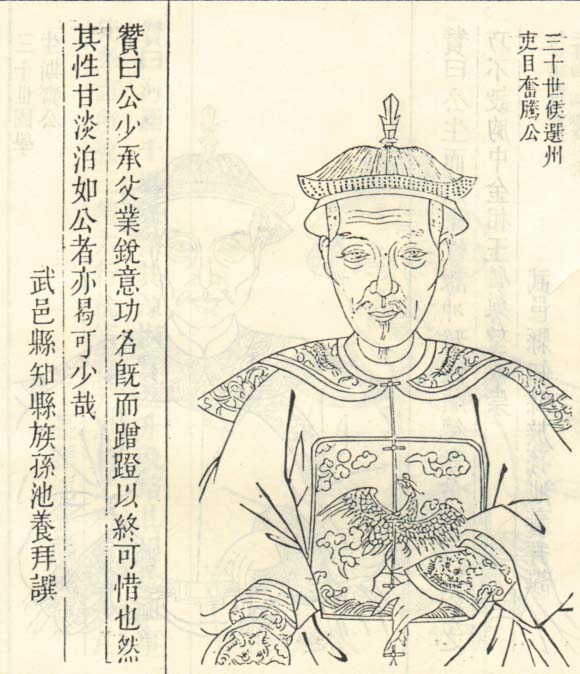 三十世候選州
吏目奮騰公
贊曰公少承父業銳意功名旣而蹭蹬以終可惜也然
其性甘淡泊如公者亦曷可少哉
武邑縣知縣族孫池養拜譔